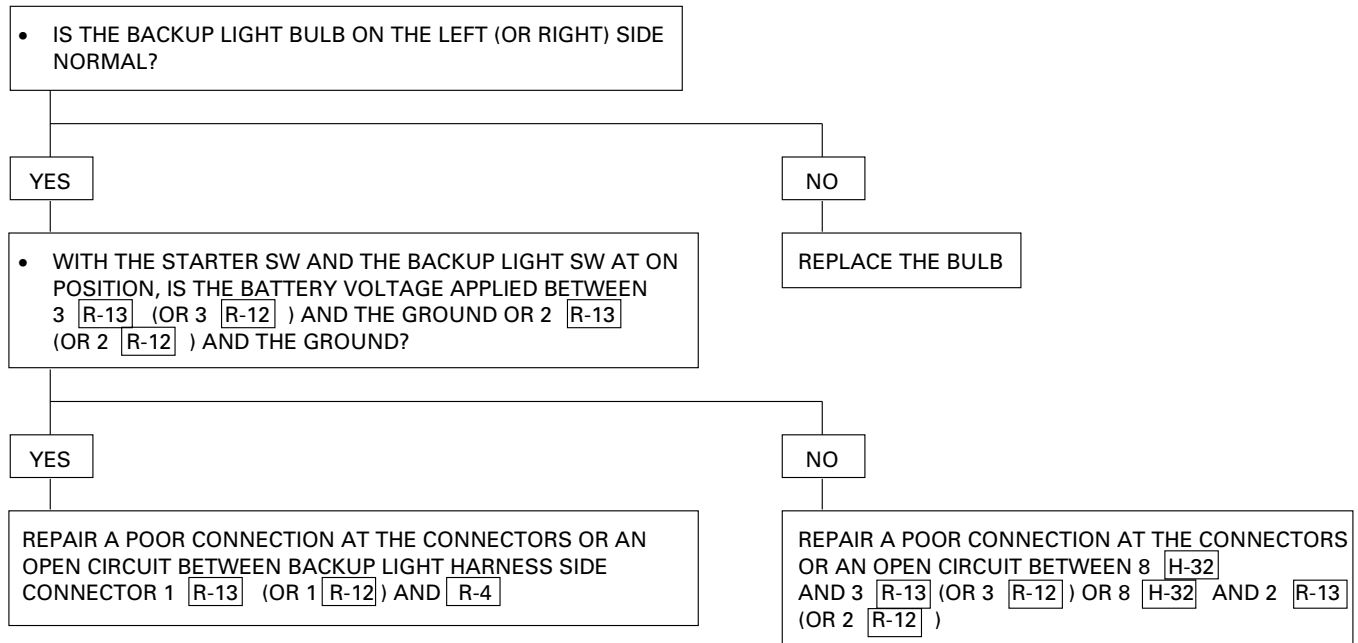 • IS THE BACKUP LIGHT BULB ON THE LEFT (OR RIGHT) SIDE
NORMAL?
YES
NO
• WITH THE STARTER SW AND THE BACKUP LIGHT SW AT ON
POSITION, IS THE BATTERY VOLTAGE APPLIED BETWEEN
3 R-13 (OR 3 R-12 ) AND THE GROUND OR 2 R-13
(OR 2 R-12 ) AND THE GROUND?
REPLACE THE BULB
YES
NO
REPAIR A POOR CONNECTION AT THE CONNECTORS OR AN
OPEN CIRCUIT BETWEEN BACKUP LIGHT HARNESS SIDE
CONNECTOR 1 R-13 (OR 1 R-12 ) AND R-4
REPAIR A POOR CONNECTION AT THE CONNECTORS
OR AN OPEN CIRCUIT BETWEEN 8 H-32
AND 3 R-13 (OR 3 R-12 ) OR 8 H-32 AND 2 R-13
(OR 2 R-12 )